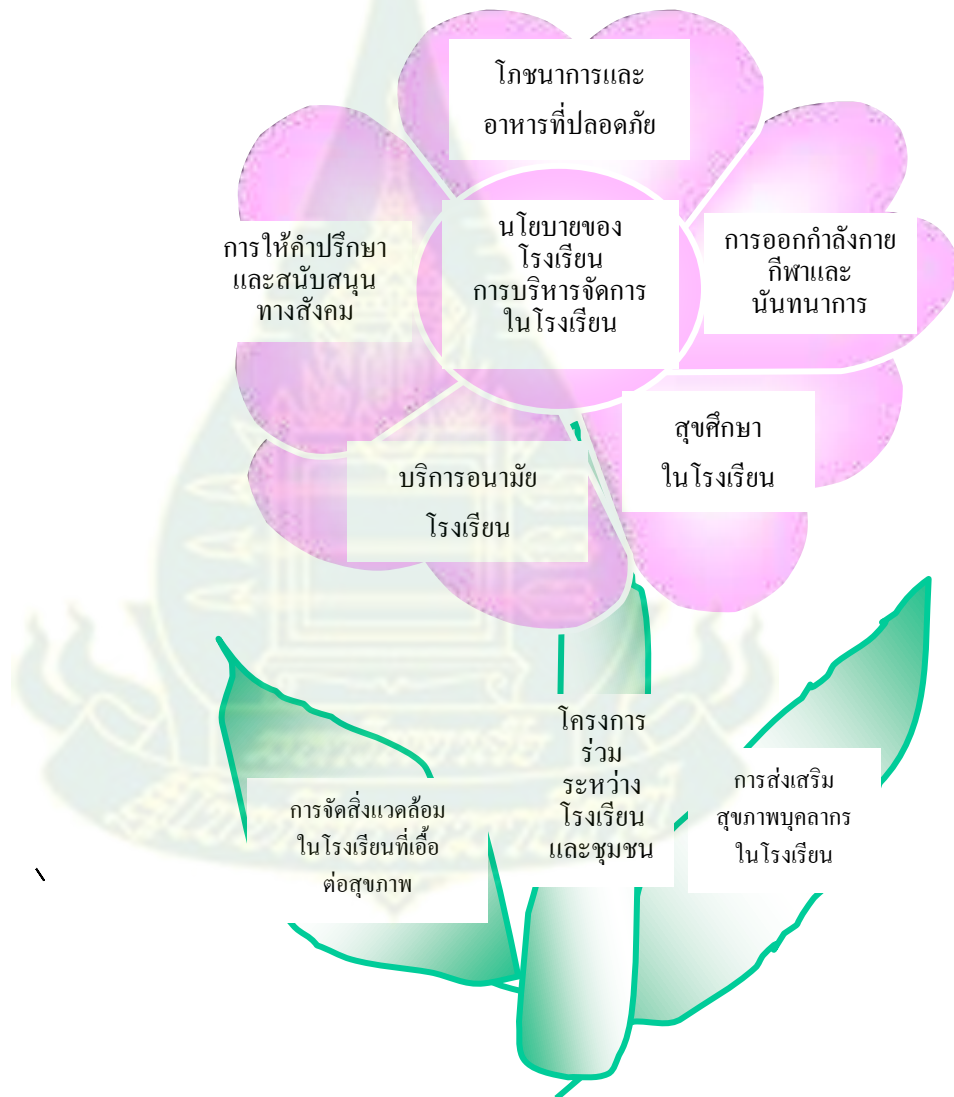 โภชนาการและ
อาหารที่ปลอดภัย
การให้คำปรึกษา
และสนับสนุน
ทางสังคม
นโยบายของ
โรงเรียน
การบริหารจัดการ
ในโรงเรียน
การออกกำลังกาย
กีฬาและ
นันทนาการ
บริการอนามัย
โรงเรียน
สุขศึกษา
ในโรงเรียน
การจัดสิ่งแวดล้อม
ในโรงเรียนที่เอื้อ
ต่อสุขภาพ
โครงการ
ร่วม
ระหว่าง
โรงเรียน
และชุมชน
การส่งเสริม
สุขภาพบุคลากร
ในโรงเรียน